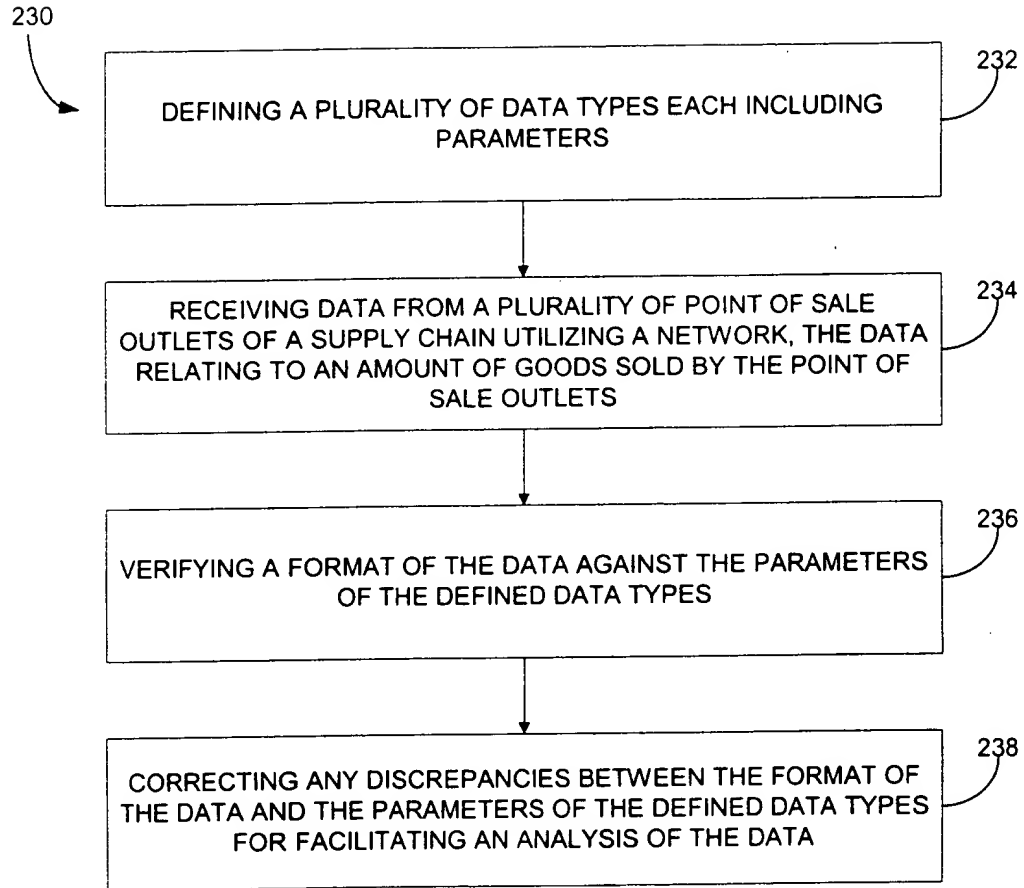 230
232
DEFINING A PLURALITY OF DATA TYPES EACH INCLUDING
PARAMETERS
234
RECEIVING DATA FROM A PLURALITY OF POINT OF SALE
OUTLETS OF A SUPPLY CHAIN UTILIZING A NETWORK, THE DATA
RELATING TO AN AMOUNT OF GOODS SOLD BY THE POINT OF
SALE OUTLETS
236
VERIFYING A FORMAT OF THE DATA AGAINST THE PARAMETERS
OF THE DEFINED DATA TYPES
238
CORRECTING ANY DISCREPANCIES BETWEEN THE FORMAT OF
THE DATA AND THE PARAMETERS OF THE DEFINED DATA TYPES
FOR FACILITATING AN ANALYSIS OF THE DATA